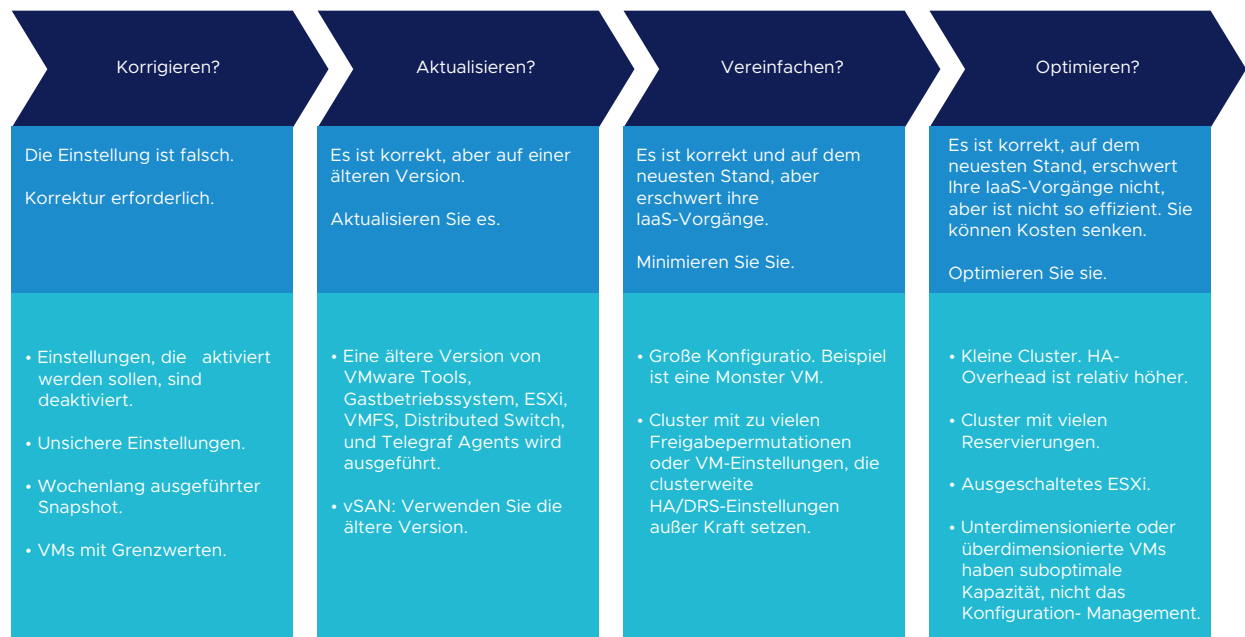 Korrigieren?
Die Einstellung ist falsch.
Korrektur erforderlich.
• Einstellungen, die aktiviert
werden sollen, sind
deaktiviert.
• Unsichere Einstellungen.
• Wochenlang ausgeführter
Snapshot.
• VMs mit Grenzwerten.
Aktualisieren?
Es ist korrekt, aber auf einer
älteren Version.
Aktualisieren Sie es.
• Eine ältere Version von
VMware Tools,
Gastbetriebssystem, ESXi,
VMFS, Distributed Switch,
und Telegraf Agents wird
ausgeführt.
• vSAN: Verwenden Sie die
ältere Version.
Vereinfachen?
Es ist korrekt und auf dem
neuesten Stand, aber
erschwert ihre
IaaS-Vorgänge.
Minimieren Sie Sie.
• Große Konfiguratio. Beispiel
ist eine Monster VM.
• Cluster mit zu vielen
Freigabepermutationen
oder VM-Einstellungen, die
clusterweite
HA/DRS-Einstellungen
außer Kraft setzen.
Optimieren?
Es ist korrekt, auf dem
neuesten Stand, erschwert
Ihre IaaS-Vorgänge nicht,
aber ist nicht so effizient. Sie
können Kosten senken.
Optimieren Sie sie.
• Kleine Cluster. HA-
Overhead ist relativ höher.
• Cluster mit vielen
Reservierungen.
• Ausgeschaltetes ESXi.
• Unterdimensionierte oder
überdimensionierte VMs
haben suboptimale
Kapazität, nicht das
Konfiguration- Management.